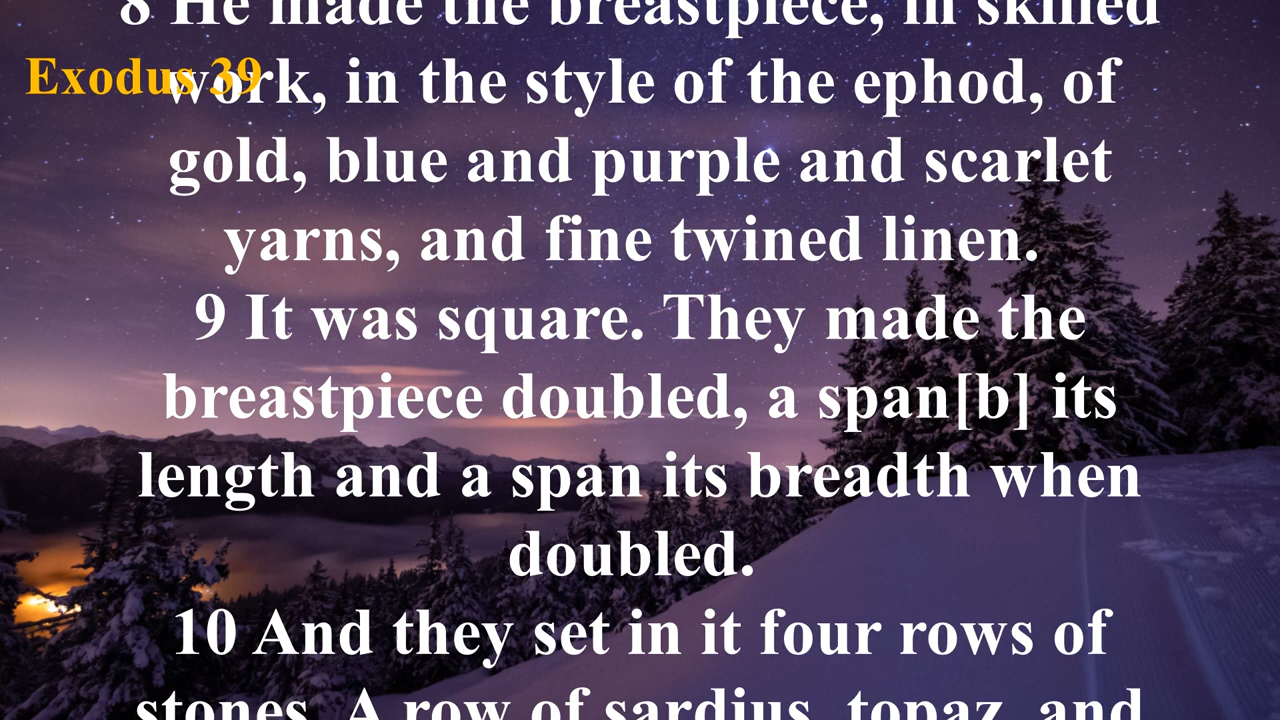 8 He made the breastpiece, in skilled
Exodus 39
work, in the style of the ephod, of
gold, blue and purple and scarlet
yarns, and fine twined linen.
9 It was square. They made the
breastpiece doubled, a span[b] its
length and a span its breadth when
doubled.
10 And they set in it four rows of
stones. A row of sardius, topaz, and